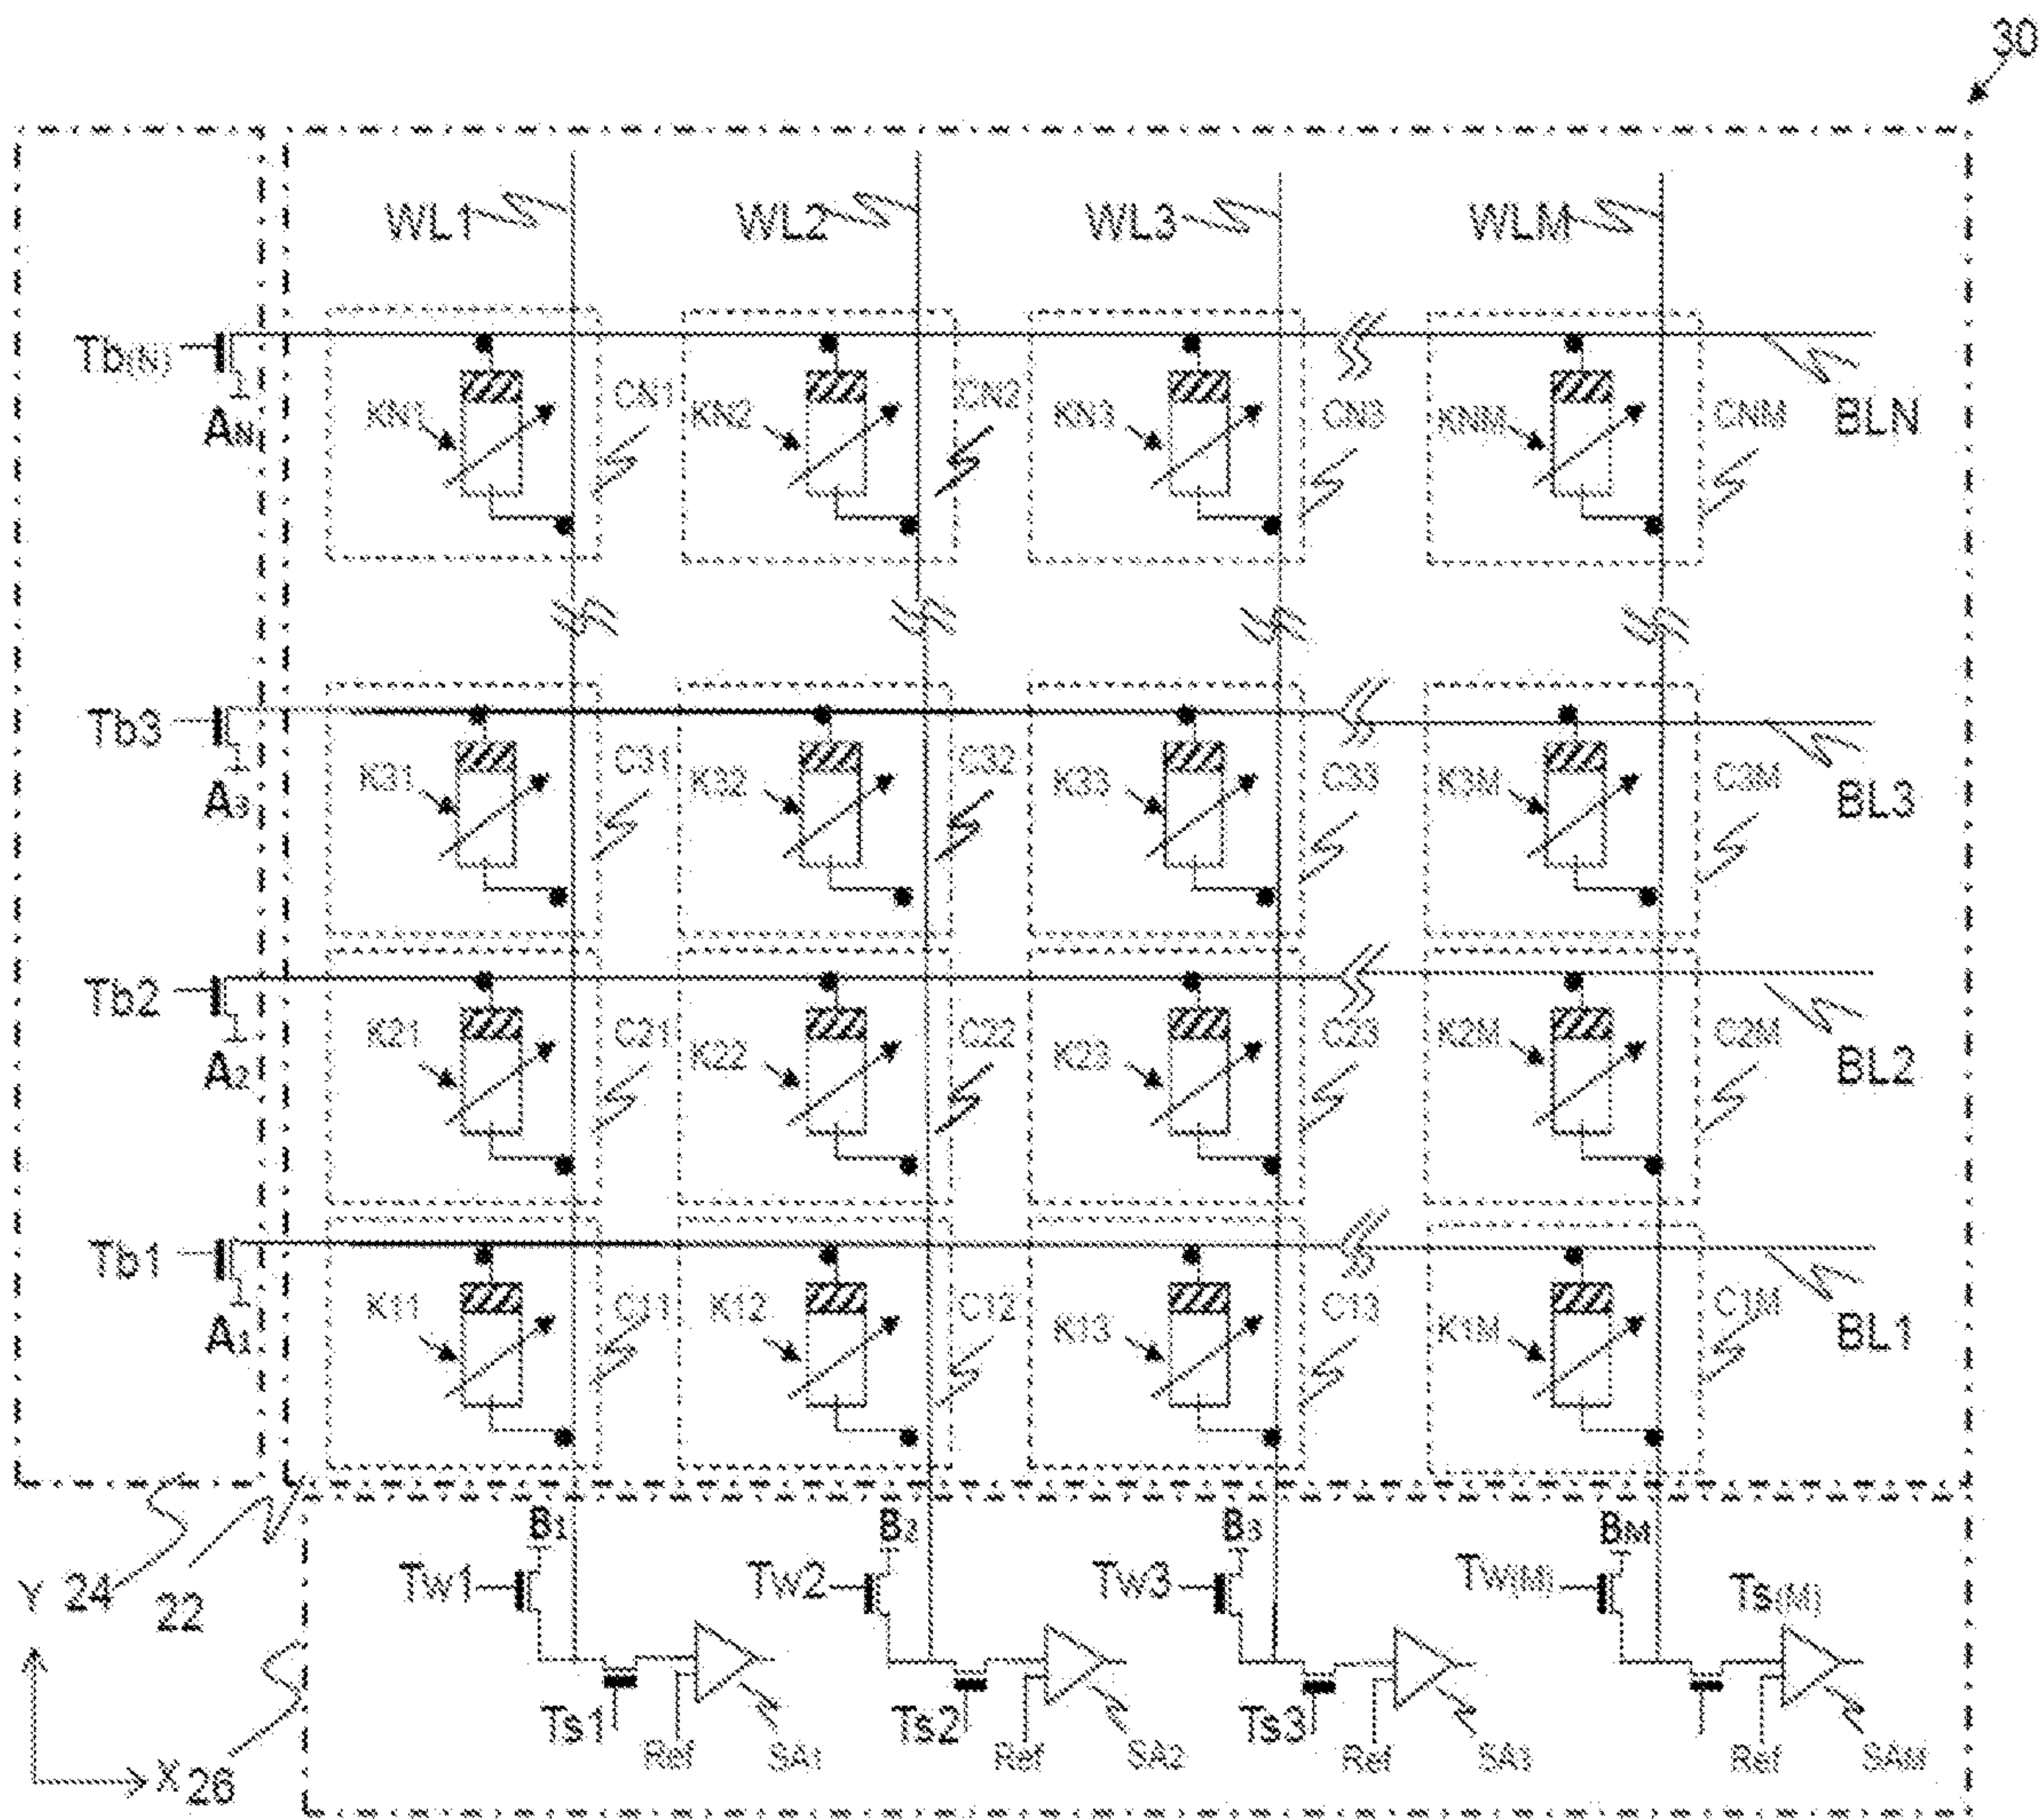 30
WL1 WL2 WL3 WLM
Tb(N)
AN
KN1 CN1 KN2 CN2 KN3 CN3 KNM CNM BLN
Tb3
A3
K31 C31 K32 C32 K33 C33 K3M C3M BL3
Tb2
A2
K21 C21 K22 C22 K23 C23 K2M C2M BL2
Tb1
A1
K11 C11 K12 C12 K13 C13 K1M C1M BL1
B1 B2 B3 BM
Tw1 Tw2 Tw3 Tw(M) Ts(M)
Y 24 22
Ts1 Ts2 Ts3
Ref SA1 Ref SA2 Ref SA3 Ref SAM
X 26